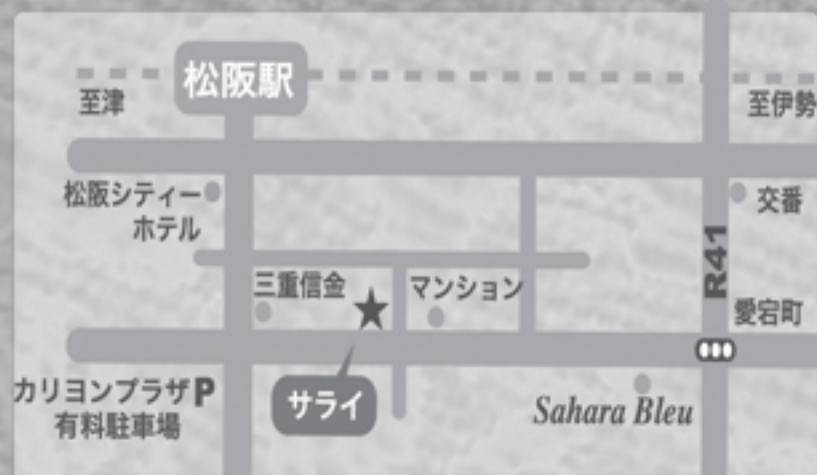 松阪駅
至津
至伊勢
松阪シティー
ホテル
交番
R41
三重信金
マンション
愛宕町
サライ
カリヨンプラザP
有料駐車場
Sahara Bleu